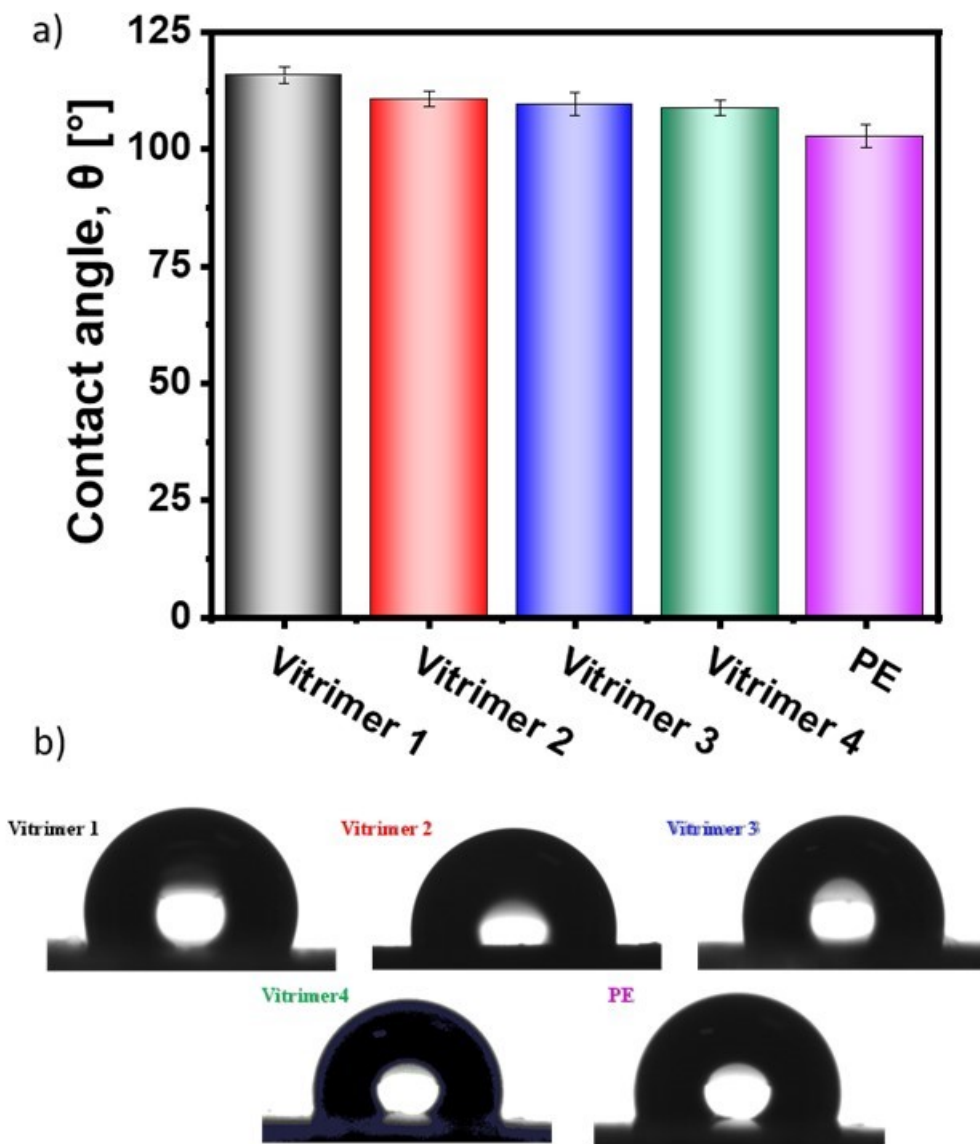 a)
125
100
75
50
25
0
Contact angle, θ [°]
Vitrimer 1
Vitrimer 2
Vitrimer 3
Vitrimer 4
PE
b)
Vitrimer 1
Vitrimer 2
Vitrimer 3
Vitrimer4
PE